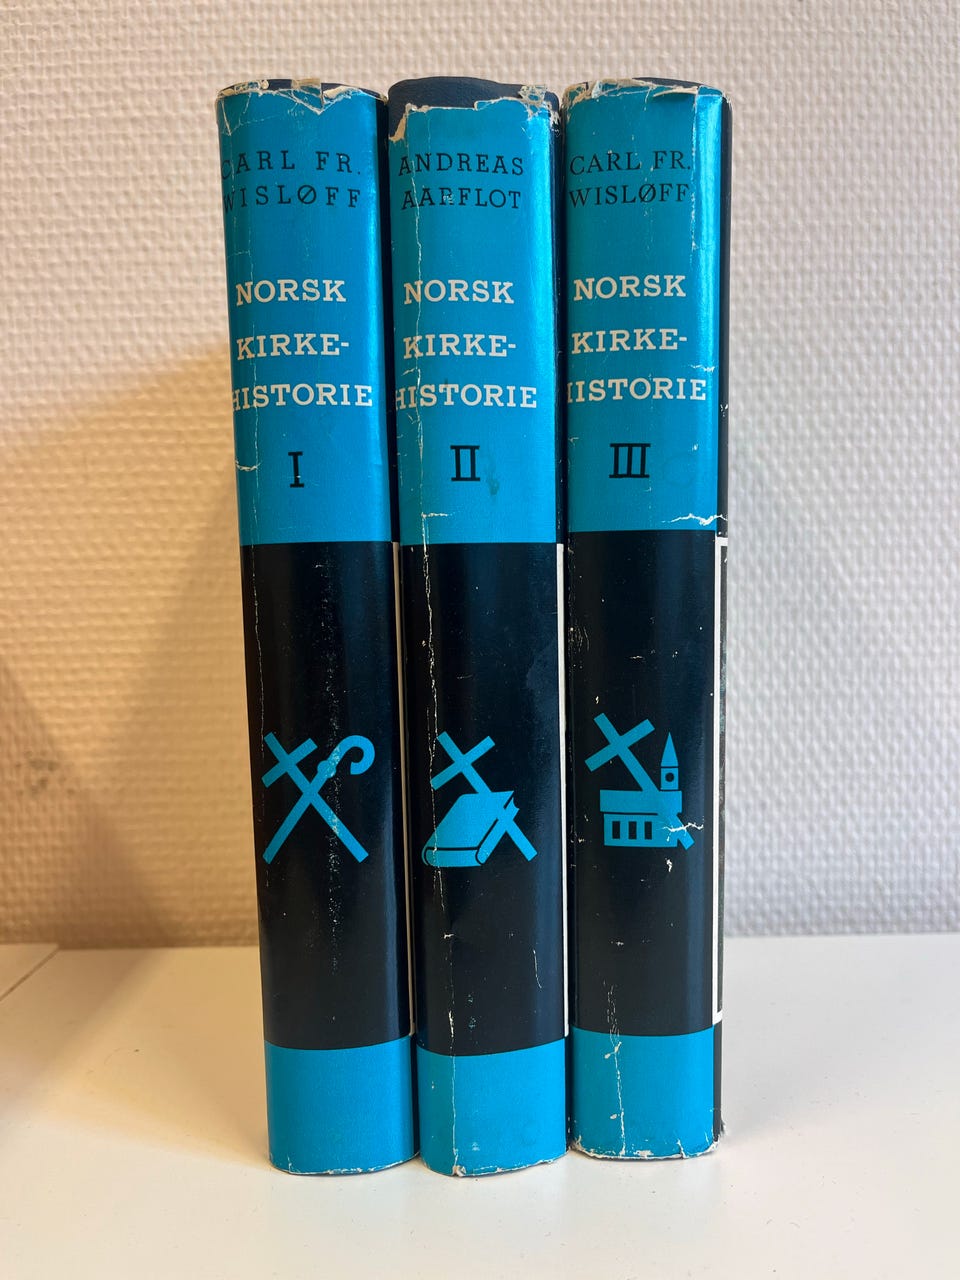 CARL FR.
WISLØFF
NORSK
KIRKE-
HISTORIE
I
ANDREAS
AARFLOT
NORSK
KIRKE-
HISTORIE
II
CARL FR.
WISLØFF
NORSK
KIRKE-
HISTORIE
III